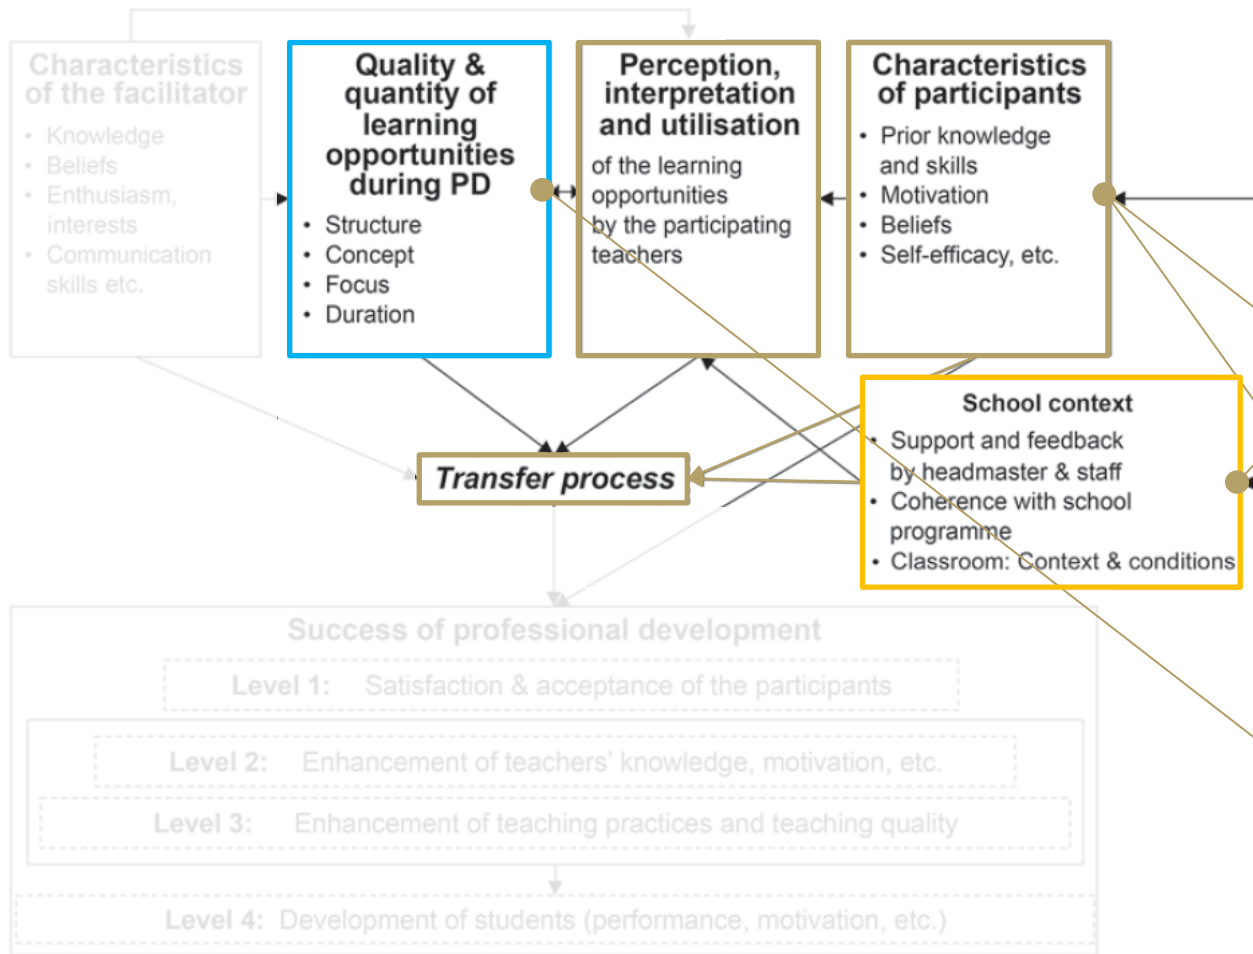 Characteristics
of the facilitator
• Knowledge
• Beliefs
• Enthusiasm,
interests
• Communication
skills etc.
Quality &
quantity of
learning
opportunities
during PD
• Structure
• Concept
• Focus
• Duration
Perception,
interpretation
and utilisation
of the learning
opportunities
by the participating
teachers
Characteristics
of participants
• Prior knowledge
and skills
• Motivation
• Beliefs
• Self-efficacy, etc.
School context
• Support and feedback
by headmaster & staff
• Coherence with school
programme
• Classroom: Context & conditions
Transfer process
Success of professional development
Level 1: Satisfaction & acceptance of the participants
Level 2: Enhancement of teachers' knowledge, motivation, etc.
Level 3: Enhancement of teaching practices and teaching quality
Level 4: Development of students (performance, motivation, etc.)